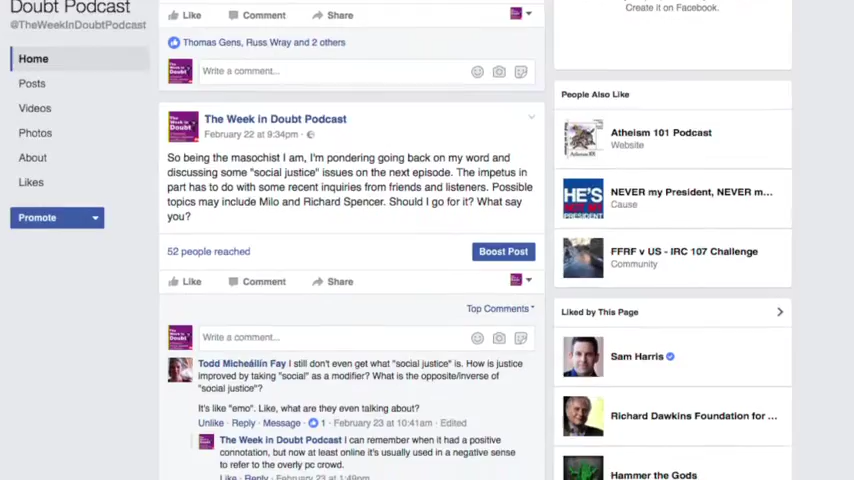 Doubt Podcast
@TheWeekInDoubtPodcast
Home
Posts
Videos
Photos
About
Likes
Promote
Like Comment Share
Thomas Gens, Russ Wray and 2 others
Write a comment...
The Week in Doubt Podcast
February 22 at 9:34pm ·
So being the masochist I am, I'm pondering going back on my word and
discussing some "social justice" issues on the next episode. The impetus in
part has to do with some recent inquiries from friends and listeners. Possible
topics may include Milo and Richard Spencer. Should I go for it? What say
you?
52 people reached
Boost Post
Like Comment Share
Top Comments
Write a comment...
Todd Micheáilín Fay I still don't even get what "social justice" is. How is justice
improved by taking "social" as a modifier? What is the opposite/inverse of
"social justice"?
It's like "emo". Like, what are they even talking about?
Unlike · Reply · Message · 1 · February 23 at 10:41am · Edited
The Week in Doubt Podcast I can remember when it had a positive
connotation, but now at least online it's usually used in a negative sense
to refer to the overly pc crowd.
Like · Reply · February 23 at 1:49pm
Create it on Facebook.
People Also Like
Atheism 101 Podcast
Website
HE'S
NOT MY
PRESIDENT
NEVER my President, NEVER m...
Cause
FFRF v US - IRC 107 Challenge
Community
Liked by This Page
Sam Harris
Richard Dawkins Foundation for ...
Hammer the Gods